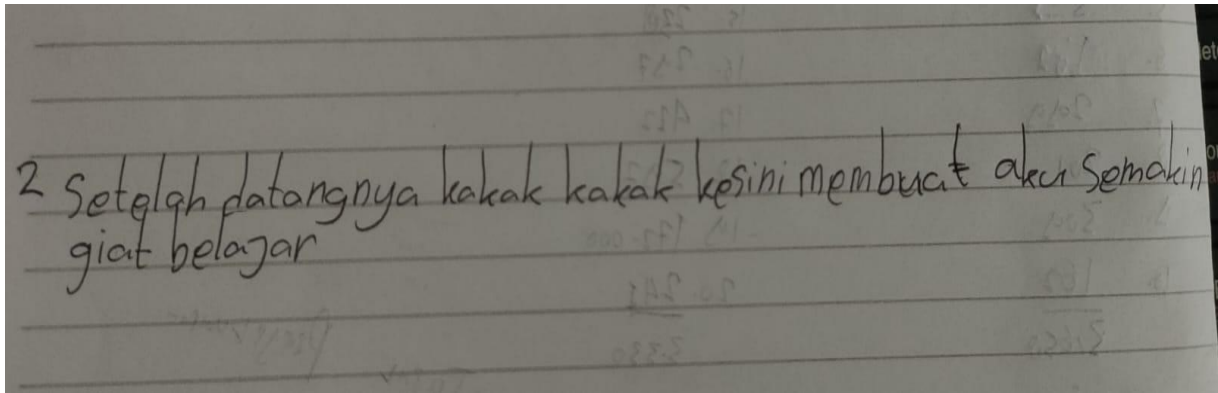 2 Setelah datangnya kakak kakak kesini membuat aku semakin
giat belajar